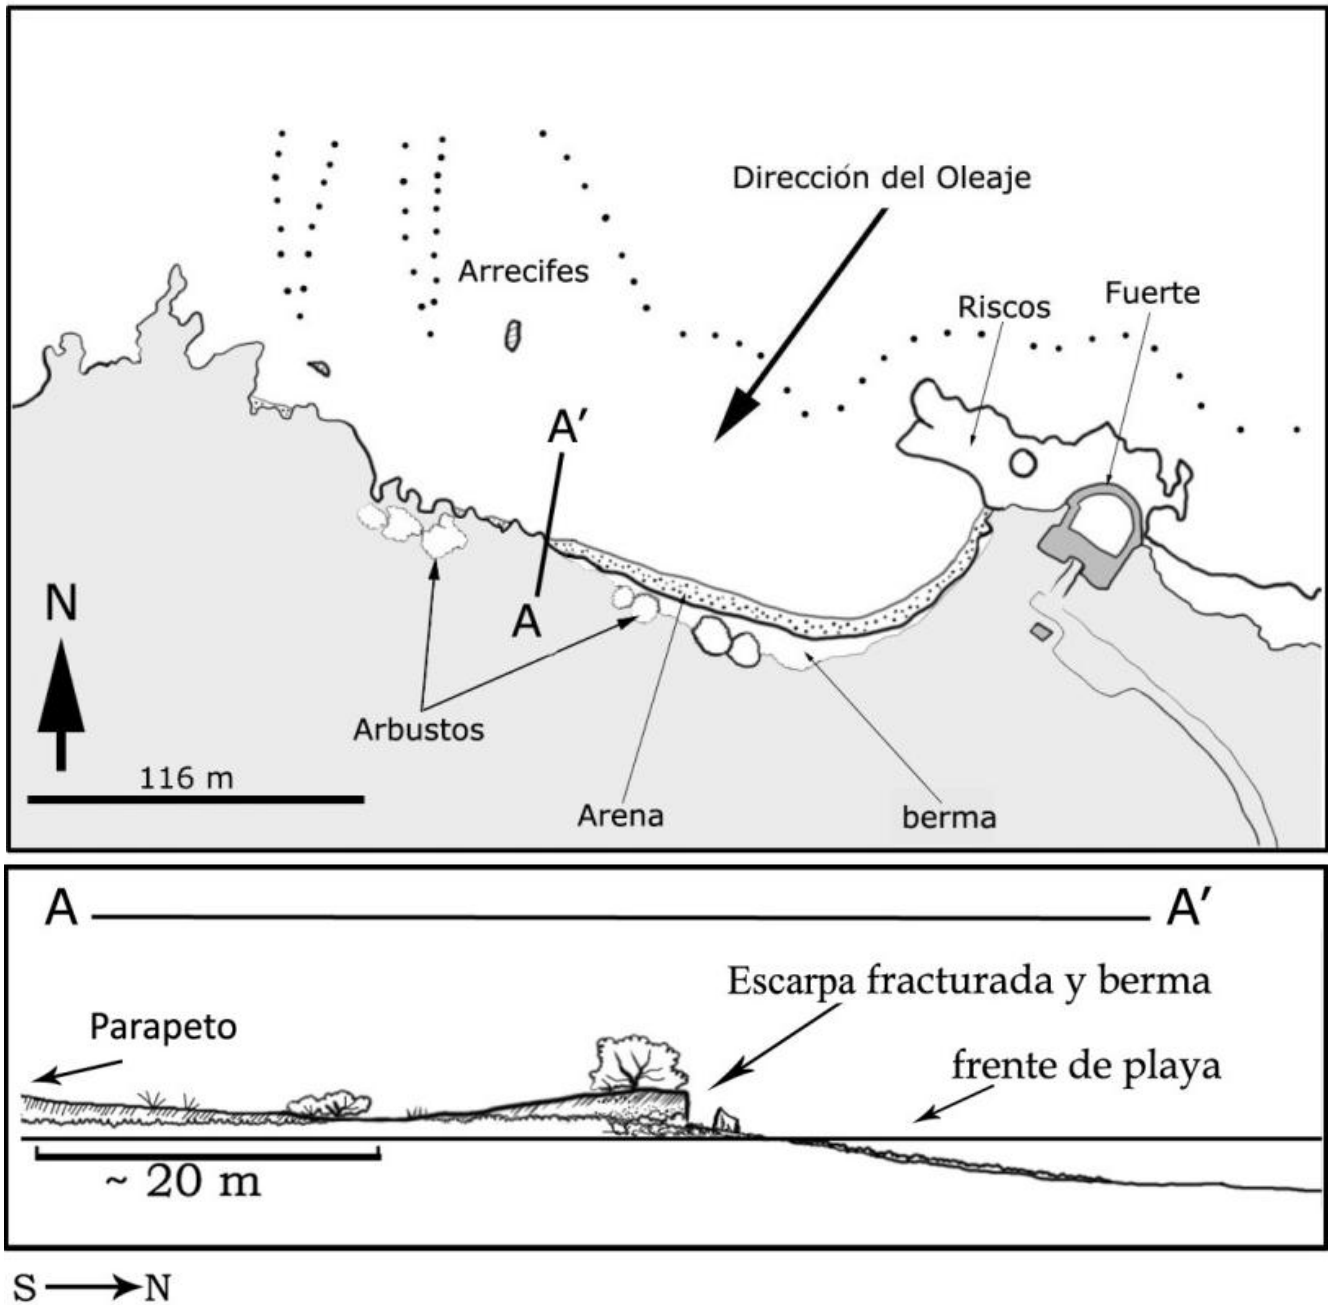 Dirección del Oleaje
Arrecifes
Riscos
Fuerte
A'
N
A
Arbustos
116 m
Arena
berma
A
A'
Escarpa fracturada y berma
Parapeto
frente de playa
~ 20 m
S N